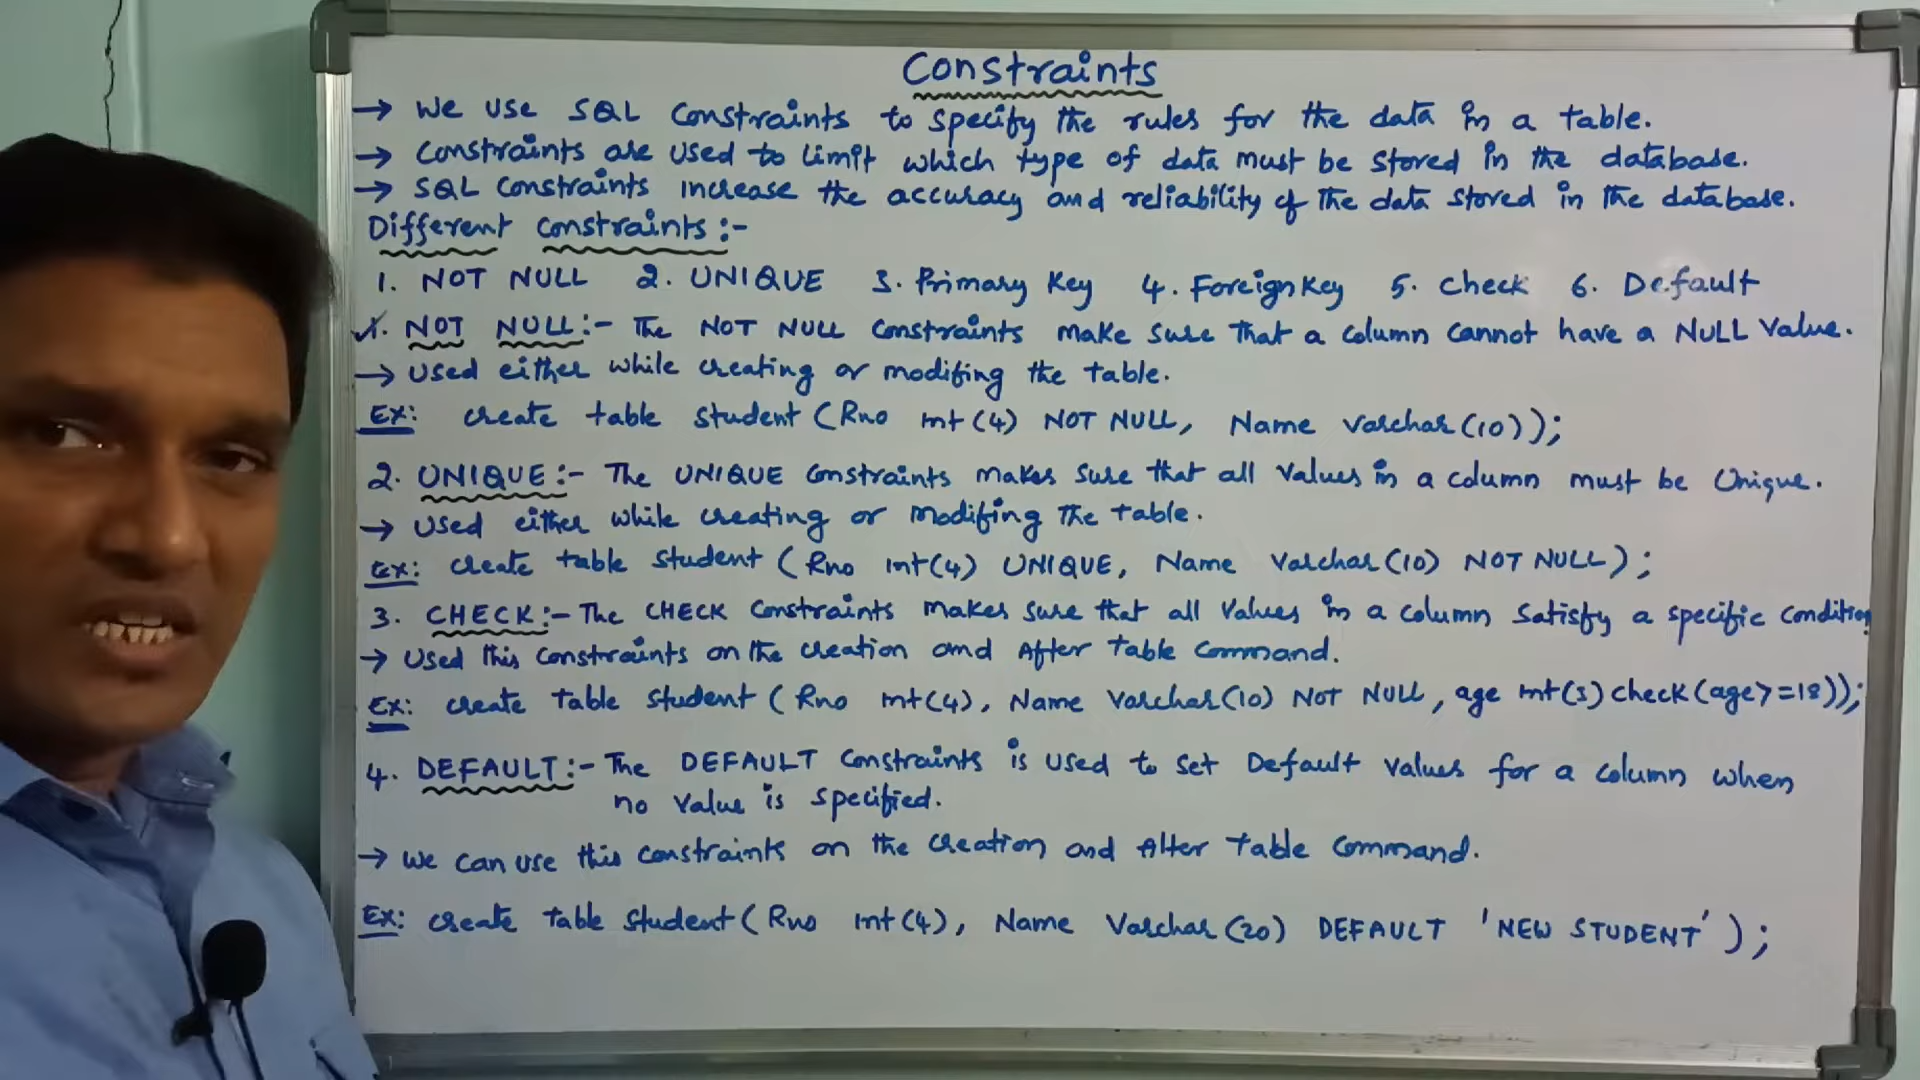 Constraints
→ We use SQL Constraints to specify the rules for the data in a table.
→ Constraints are used to limit which type of data must be stored in the database.
→ SQL Constraints increase the accuracy and reliability of the data stored in the database.
Different Constraints:-
1. NOT NULL 2. UNIQUE 3. Primary Key 4. Foreign Key 5. Check 6. Default
1. NOT NULL:- The NOT NULL Constraints make sure that a column cannot have a NULL Value.
→ Used either while creating or modifing the table.
Ex: create table student (Rno int(4) NOT NULL, Name varchar(10));
2. UNIQUE:- The UNIQUE Constraints makes sure that all values in a column must be Unique.
→ Used either while creating or modifing the table.
Ex: create table student (Rno int(4) UNIQUE, Name varchar(10) NOT NULL);
3. CHECK:- The CHECK Constraints makes sure that all values in a column satisfy a specific condition
→ Used this constraints on the creation and After Table Command.
Ex: create table student (Rno int(4), Name varchar(10) NOT NULL, age int(3) check(age>=18));
4. DEFAULT:- The DEFAULT Constraints is used to set Default values for a column when
no value is specified.
→ We can use this constraints on the creation and Alter Table Command.
Ex: create table student (Rno int(4), Name varchar(20) DEFAULT 'NEW STUDENT');